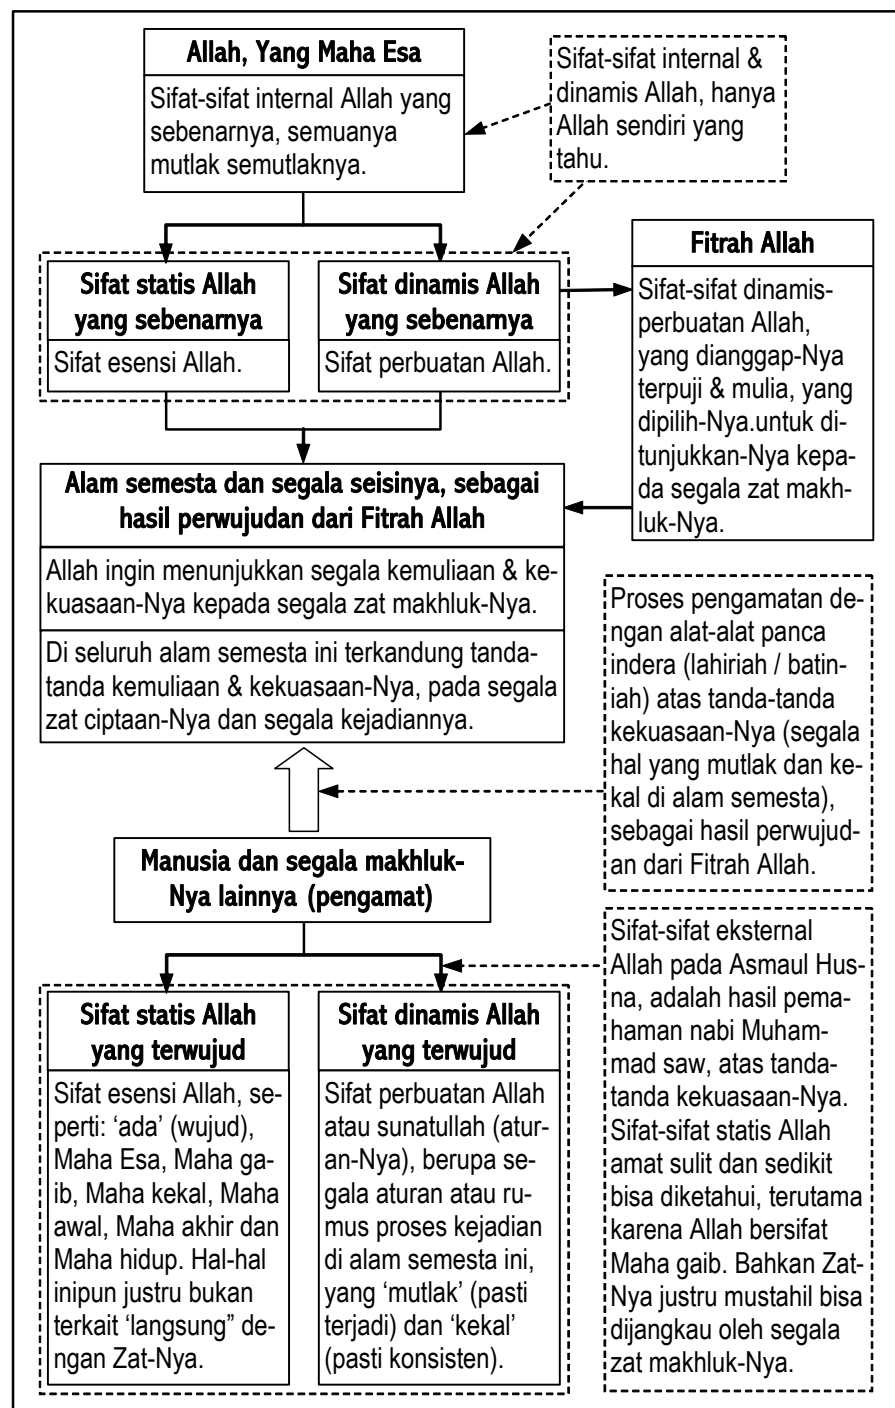 Allah, Yang Maha Esa
Sifat-sifat internal Allah yang
sebenarnya, semuanya
mutlak semutlaknya.
Sifat-sifat internal &
dinamis Allah, hanya
Allah sendiri yang
tahu.
Sifat statis Allah
yang sebenarnya
Sifat esensi Allah.
Sifat dinamis Allah
yang sebenarnya
Sifat perbuatan Allah.
Fitrah Allah
Sifat-sifat dinamis-
perbuatan Allah,
yang dianggap-Nya
terpuji & mulia, yang
dipilih-Nya.untuk di-
tunjukkan-Nya kepa-
da segala zat makh-
luk-Nya.
Alam semesta dan segala seisinya, sebagai
hasil perwujudan dari Fitrah Allah
Allah ingin menunjukkan segala kemuliaan & ke-
kuasaan-Nya kepada segala zat makhluk-Nya.
Di seluruh alam semesta ini terkandung tanda-
tanda kemuliaan & kekuasaan-Nya, pada segala
zat ciptaan-Nya dan segala kejadiannya.
Proses pengamatan de-
ngan alat-alat panca
indera (lahiriah / batin-
iah) atas tanda-tanda
kekuasaan-Nya (segala
hal yang mutlak dan ke-
kal di alam semesta),
sebagai hasil perwujud-
an dari Fitrah Allah.
Manusia dan segala makhluk-
Nya lainnya (pengamat)
Sifat statis Allah
yang terwujud
Sifat esensi Allah, se-
perti: ‘ada’ (wujud),
Maha Esa, Maha ga-
ib, Maha kekal, Maha
awal, Maha akhir dan
Maha hidup. Hal-hal
inipun justru bukan
terkait ‘langsung” de-
ngan Zat-Nya.
Sifat dinamis Allah
yang terwujud
Sifat perbuatan Allah
atau sunatullah (atur-
an-Nya), berupa se-
gala aturan atau ru-
mus proses kejadian
di alam semesta ini,
yang ‘mutlak’ (pasti
terjadi) dan ‘kekal’
(pasti konsisten).
Sifat-sifat eksternal
Allah pada Asmaul Hus-
na, adalah hasil pema-
haman nabi Muham-
mad saw, atas tanda-
tanda kekuasaan-Nya.
Sifat-sifat statis Allah
amat sulit dan sedikit
bisa diketahui, terutama
karena Allah bersifat
Maha gaib. Bahkan Zat-
Nya justru mustahil bisa
dijangkau oleh segala
zat makhluk-Nya.